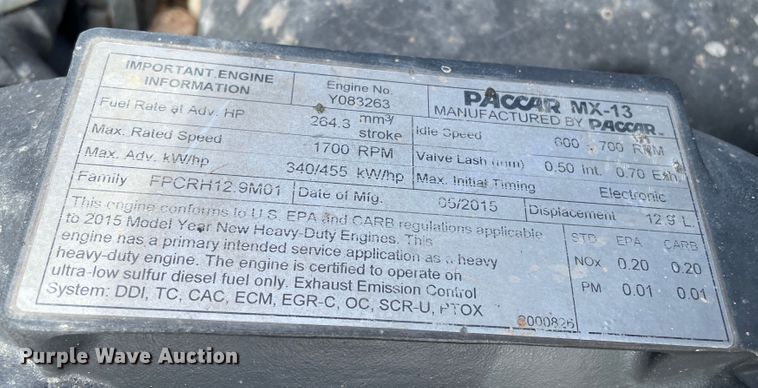 IMPORTANT ENGINE INFORMATION
Engine No. Y083263
PACCAR MX-13
MANUFACTURED BY PACCAR
Fuel Rate at Adv. HP 264.3 mm³/stroke
Idle Speed 600 - 700 RPM
Max. Rated Speed 1700 RPM
Valve Lash (mm) 0.50 Int. 0.70 Exh.
Max. Adv. kW/hp 340/455 kW/hp
Max. Initial Timing Electronic
Family FPCRH12.9M01 Date of Mfg. 05/2015 Displacement 12.9 L.
This engine conforms to U.S. EPA and CARB regulations applicable
to 2015 Model Year New Heavy-Duty Engines. This
engine has a primary intended service application as a heavy
heavy-duty engine. The engine is certified to operate on
ultra-low sulfur diesel fuel only. Exhaust Emission Control
System: DDI, TC, CAC, ECM, EGR-C, OC, SCR-U, PTOX
STD EPA CARB
NOx 0.20 0.20
PM 0.01 0.01
S000826
Purple Wave Auction